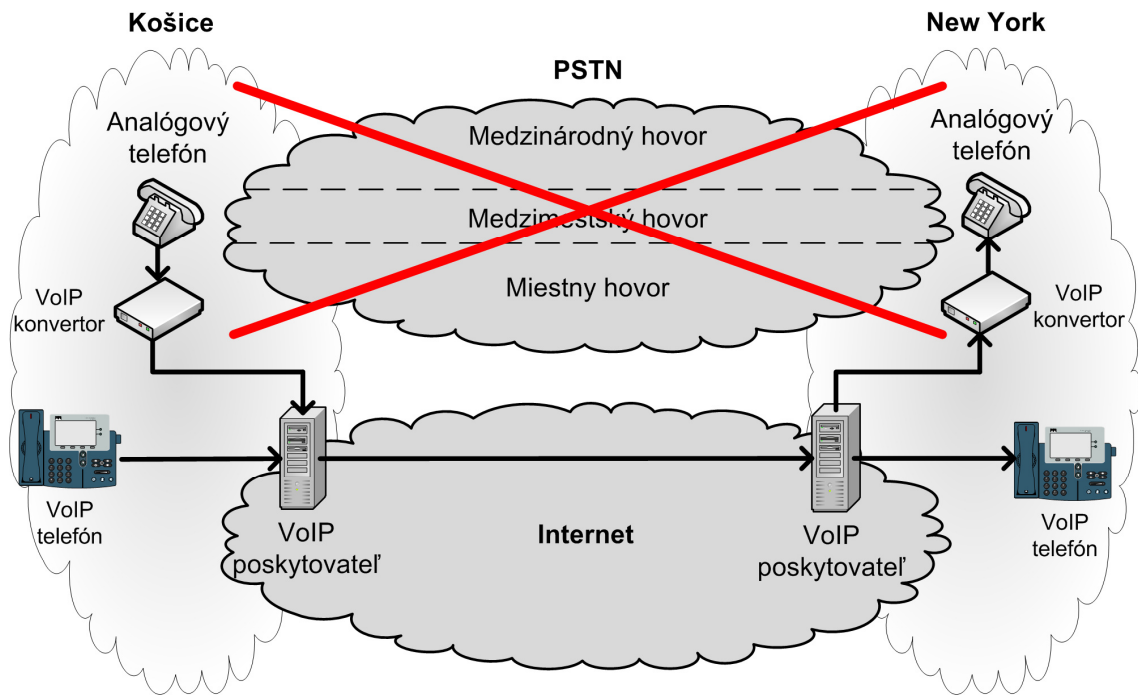 Košice
New York
PSTN
Analógový
telefón
Medzinárodný hovor
Analógový
telefón
Medzimestský hovor
Miestny hovor
VoIP
konvertor
VoIP
konvertor
VoIP
telefón
VoIP
poskytovateľ
Internet
VoIP
poskytovateľ
VoIP
telefón